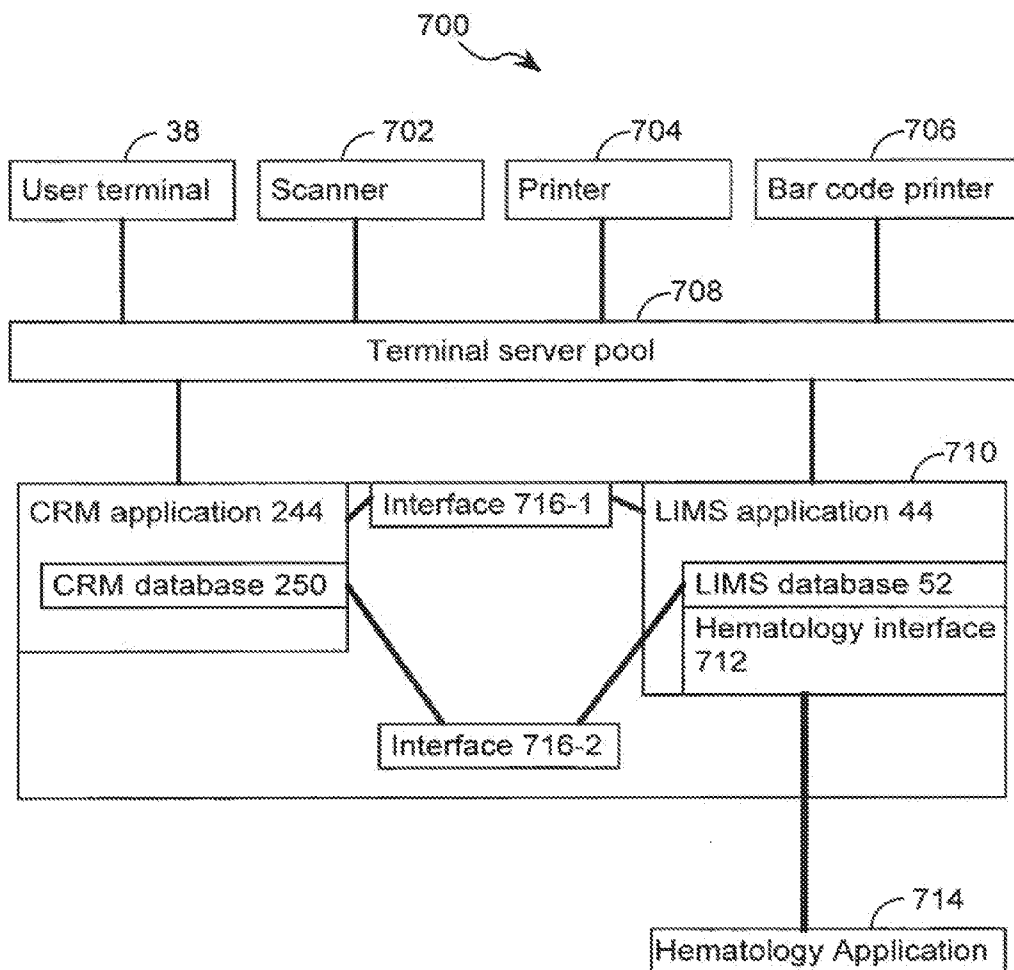 700
38
702
704
706
User terminal
Scanner
Printer
Bar code printer
708
Terminal server pool
710
CRM application 244
Interface 716-1
LIMS application 44
CRM database 250
LIMS database 52
Hematology interface
712
Interface 716-2
714
Hematology Application